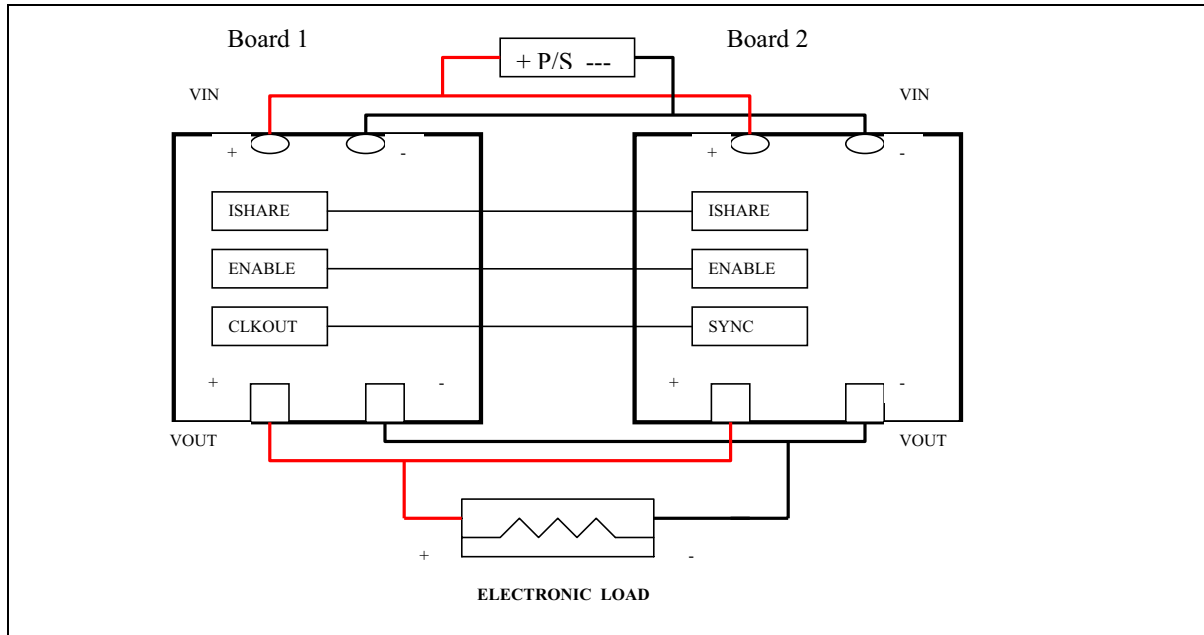 Board 1
Board 2
+ P/S ---
VIN
VIN
+
-
+
-
ISHARE
ISHARE
ENABLE
ENABLE
CLKOUT
SYNC
+
-
+
-
VOUT
VOUT
+
-
ELECTRONIC LOAD